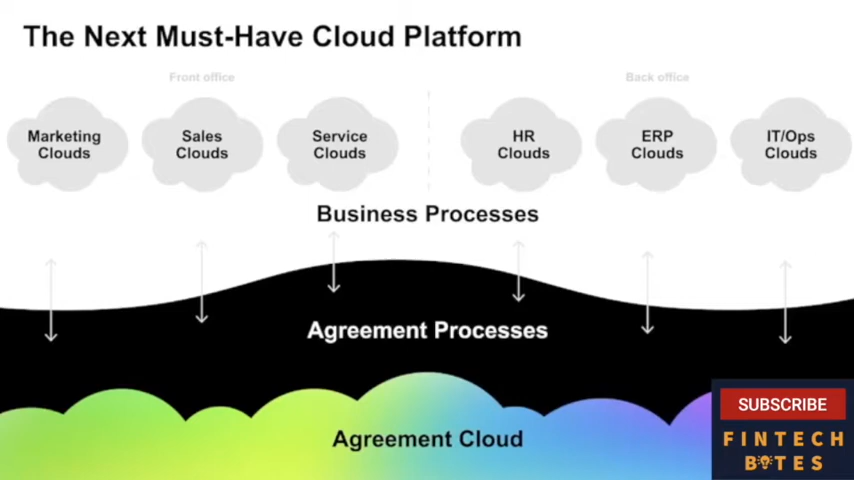 The Next Must-Have Cloud Platform
Front office
Back office
Marketing
Clouds
Sales
Clouds
Service
Clouds
HR
Clouds
ERP
Clouds
IT/Ops
Clouds
Business Processes
Agreement Processes
Agreement Cloud
SUBSCRIBE
FINTECH
BTES